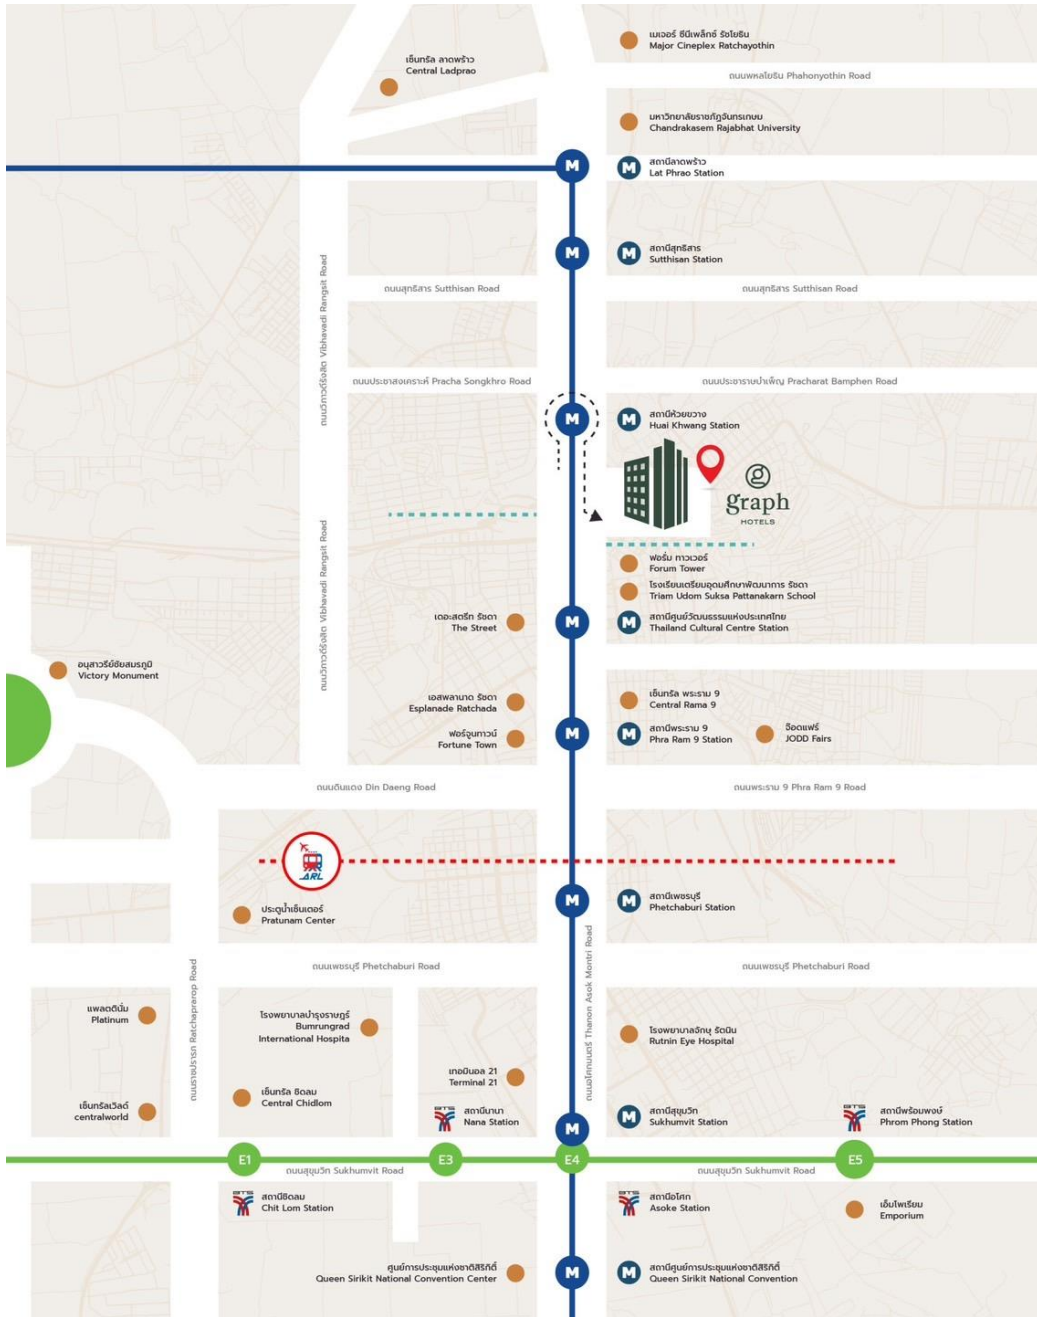 เมเจอร์ ซีนีเพล็กซ์ รัชโยธิน
Major Cineplex Ratchayothin
เซ็นทรัล ลาดพร้าว
Central Ladprao
ถนนพหลโยธิน Phahonyothin Road
มหาวิทยาลัยราชภัฏจันทรเกษม
Chandrakasem Rajabhat University
M
M
สถานีลาดพร้าว
Lat Phrao Station
M
M
สถานีสุทธิสาร
Sutthisan Station
ถนนวิภาวดีรังสิต Vibhavadi Rangsit Road
ถนนสุทธิสาร Sutthisan Road
ถนนสุทธิสาร Sutthisan Road
ถนนประชาสงเคราะห์ Pracha Songkhro Road
ถนนประชาราษบำเพ็ญ Pracharat Bamphen Road
M
M
สถานีห้วยขวาง
Huai Khwang Station
g
graph
HOTELS
ถนนวิภาวดีรังสิต Vibhavadi Rangsit Road
ฟอรั่ม ทาวเวอร์
Forum Tower
โรงเรียนเตรียมอุดมศึกษาพัฒนาการ รัชดา
Triam Udom Suksa Pattanakarn School
เดอะสตรีท รัชดา
The Street
M
M
สถานีศูนย์วัฒนธรรมแห่งประเทศไทย
Thailand Cultural Centre Station
อนุสาวรีย์ชัยสมรภูมิ
Victory Monument
เอสพลานาด รัชดา
Esplanade Ratchada
เซ็นทรัล พระราม 9
Central Rama 9
ฟอร์จูนทาวน์
Fortune Town
M
M
สถานีพระราม 9
Phra Ram 9 Station
จ๊อดแฟร์
JODD Fairs
ถนนดินแดง Din Daeng Road
ถนนพระราม 9 Phra Ram 9 Road
ARL
ประตูน้ำเซ็นเตอร์
Pratunam Center
M
M
สถานีเพชรบุรี
Phetchaburi Station
ถนนอโศกมนตรี Thanon Asok Montri Road
ถนนราชปรารภ Ratchaprarop Road
ถนนเพชรบุรี Phetchaburi Road
ถนนเพชรบุรี Phetchaburi Road
แพลตตินั่ม
Platinum
โรงพยาบาลบำรุงราษฎร์
Bumrungrad
International Hospita
โรงพยาบาลจักษุ รัตนิน
Rutnin Eye Hospital
เทอมินอล 21
Terminal 21
เซ็นทรัลเวิลด์
centralworld
เซ็นทรัล ชิดลม
Central Chidlom
BTS
สถานีนานา
Nana Station
M
M
สถานีสุขุมวิท
Sukhumvit Station
BTS
สถานีพร้อมพงษ์
Phrom Phong Station
E1
E3
E4
E5
ถนนสุขุมวิท Sukhumvit Road
ถนนสุขุมวิท Sukhumvit Road
BTS
สถานีชิดลม
Chit Lom Station
BTS
สถานีอโศก
Asoke Station
เอ็มโพเรียม
Emporium
ศูนย์การประชุมแห่งชาติสิริกิติ์
Queen Sirikit National Convention Center
M
M
สถานีศูนย์การประชุมแห่งชาติสิริกิติ์
Queen Sirikit National Convention